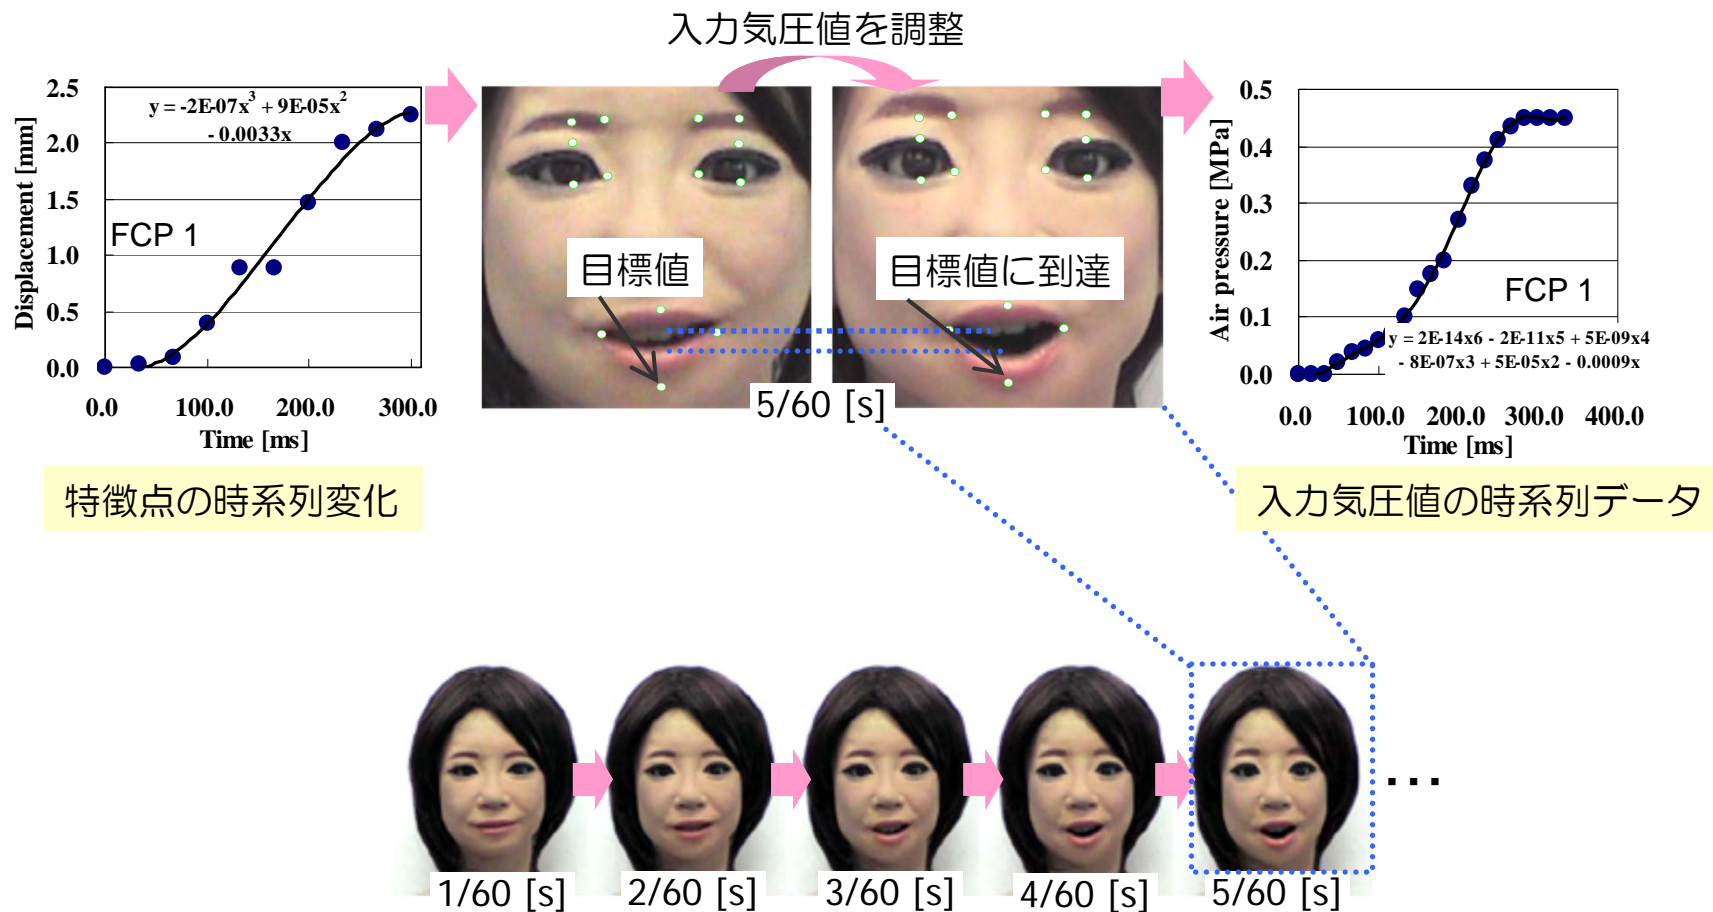 入力気圧値を調整
2.5
2.0
1.5
1.0
0.5
0.0
Displacement [mm]
y = -2E-07x³ + 9E-05x²
- 0.0033x
FCP 1
0.0 100.0 200.0 300.0
Time [ms]
特徴点の時系列変化
目標値
目標値に到達
5/60 [s]
0.5
0.4
0.3
0.2
0.1
0.0
Air pressure [MPa]
FCP 1
y = 2E-14x6 - 2E-11x5 + 5E-09x4
- 8E-07x3 + 5E-05x2 - 0.0009x
0.0 100.0 200.0 300.0 400.0
Time [ms]
入力気圧値の時系列データ
...
1/60 [s] 2/60 [s] 3/60 [s] 4/60 [s] 5/60 [s]